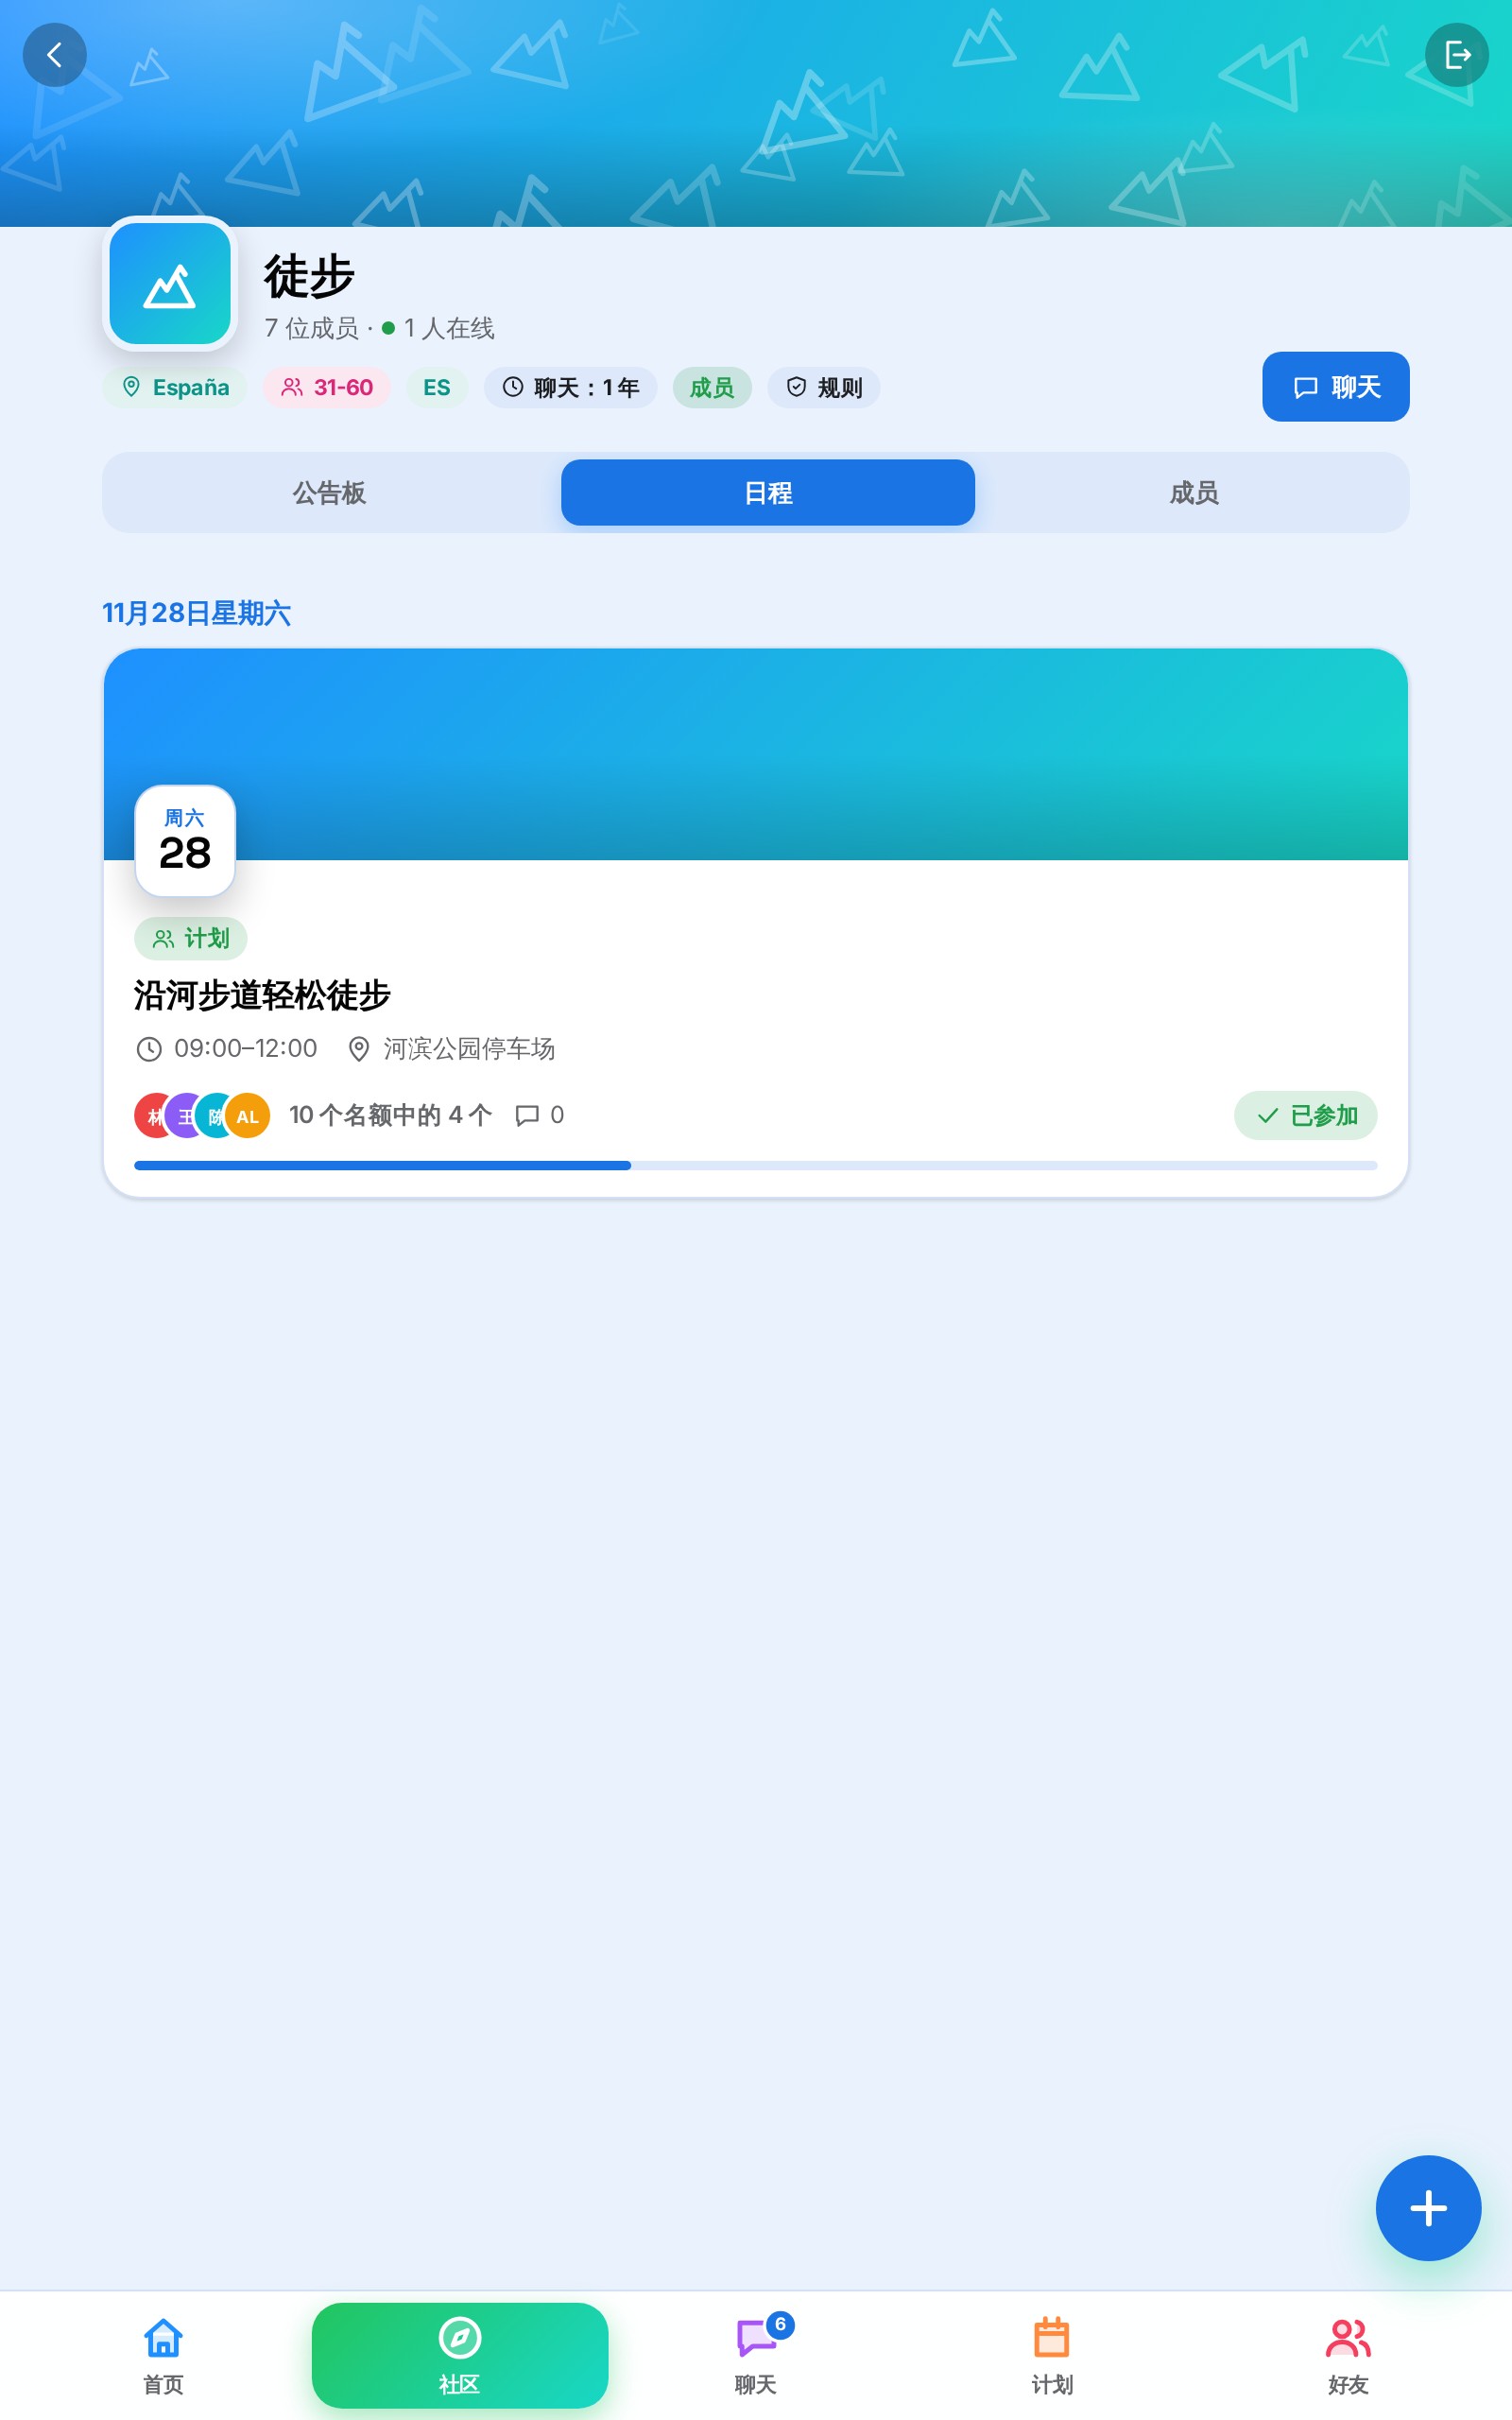 徒步
7 位成员 · 1 人在线
España 31-60 ES 聊天：1 年 成员 规则
聊天
公告板 日程 成员
11月28日星期六
周六
28
计划
沿河步道轻松徒步
09:00–12:00 河滨公园停车场
林 王 陈 AL 10 个名额中的 4 个 0 已参加
6
首页 社区 聊天 计划 好友